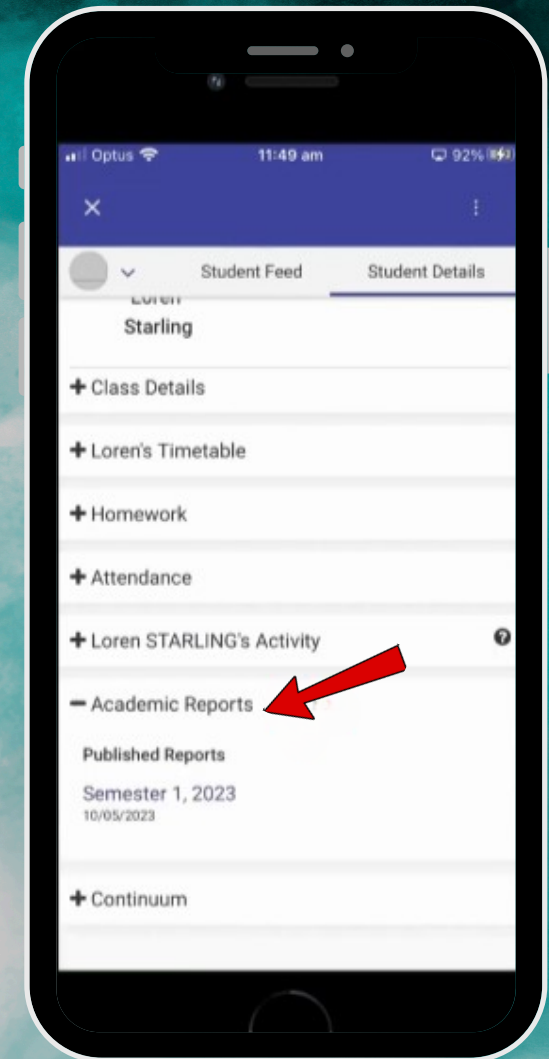 Optus 11:49 am 92%
Student Feed Student Details
Loren
Starling
Class Details
Loren's Timetable
Homework
Attendance
Loren STARLING's Activity
Academic Reports
Published Reports
Semester 1, 2023
10/05/2023
Continuum